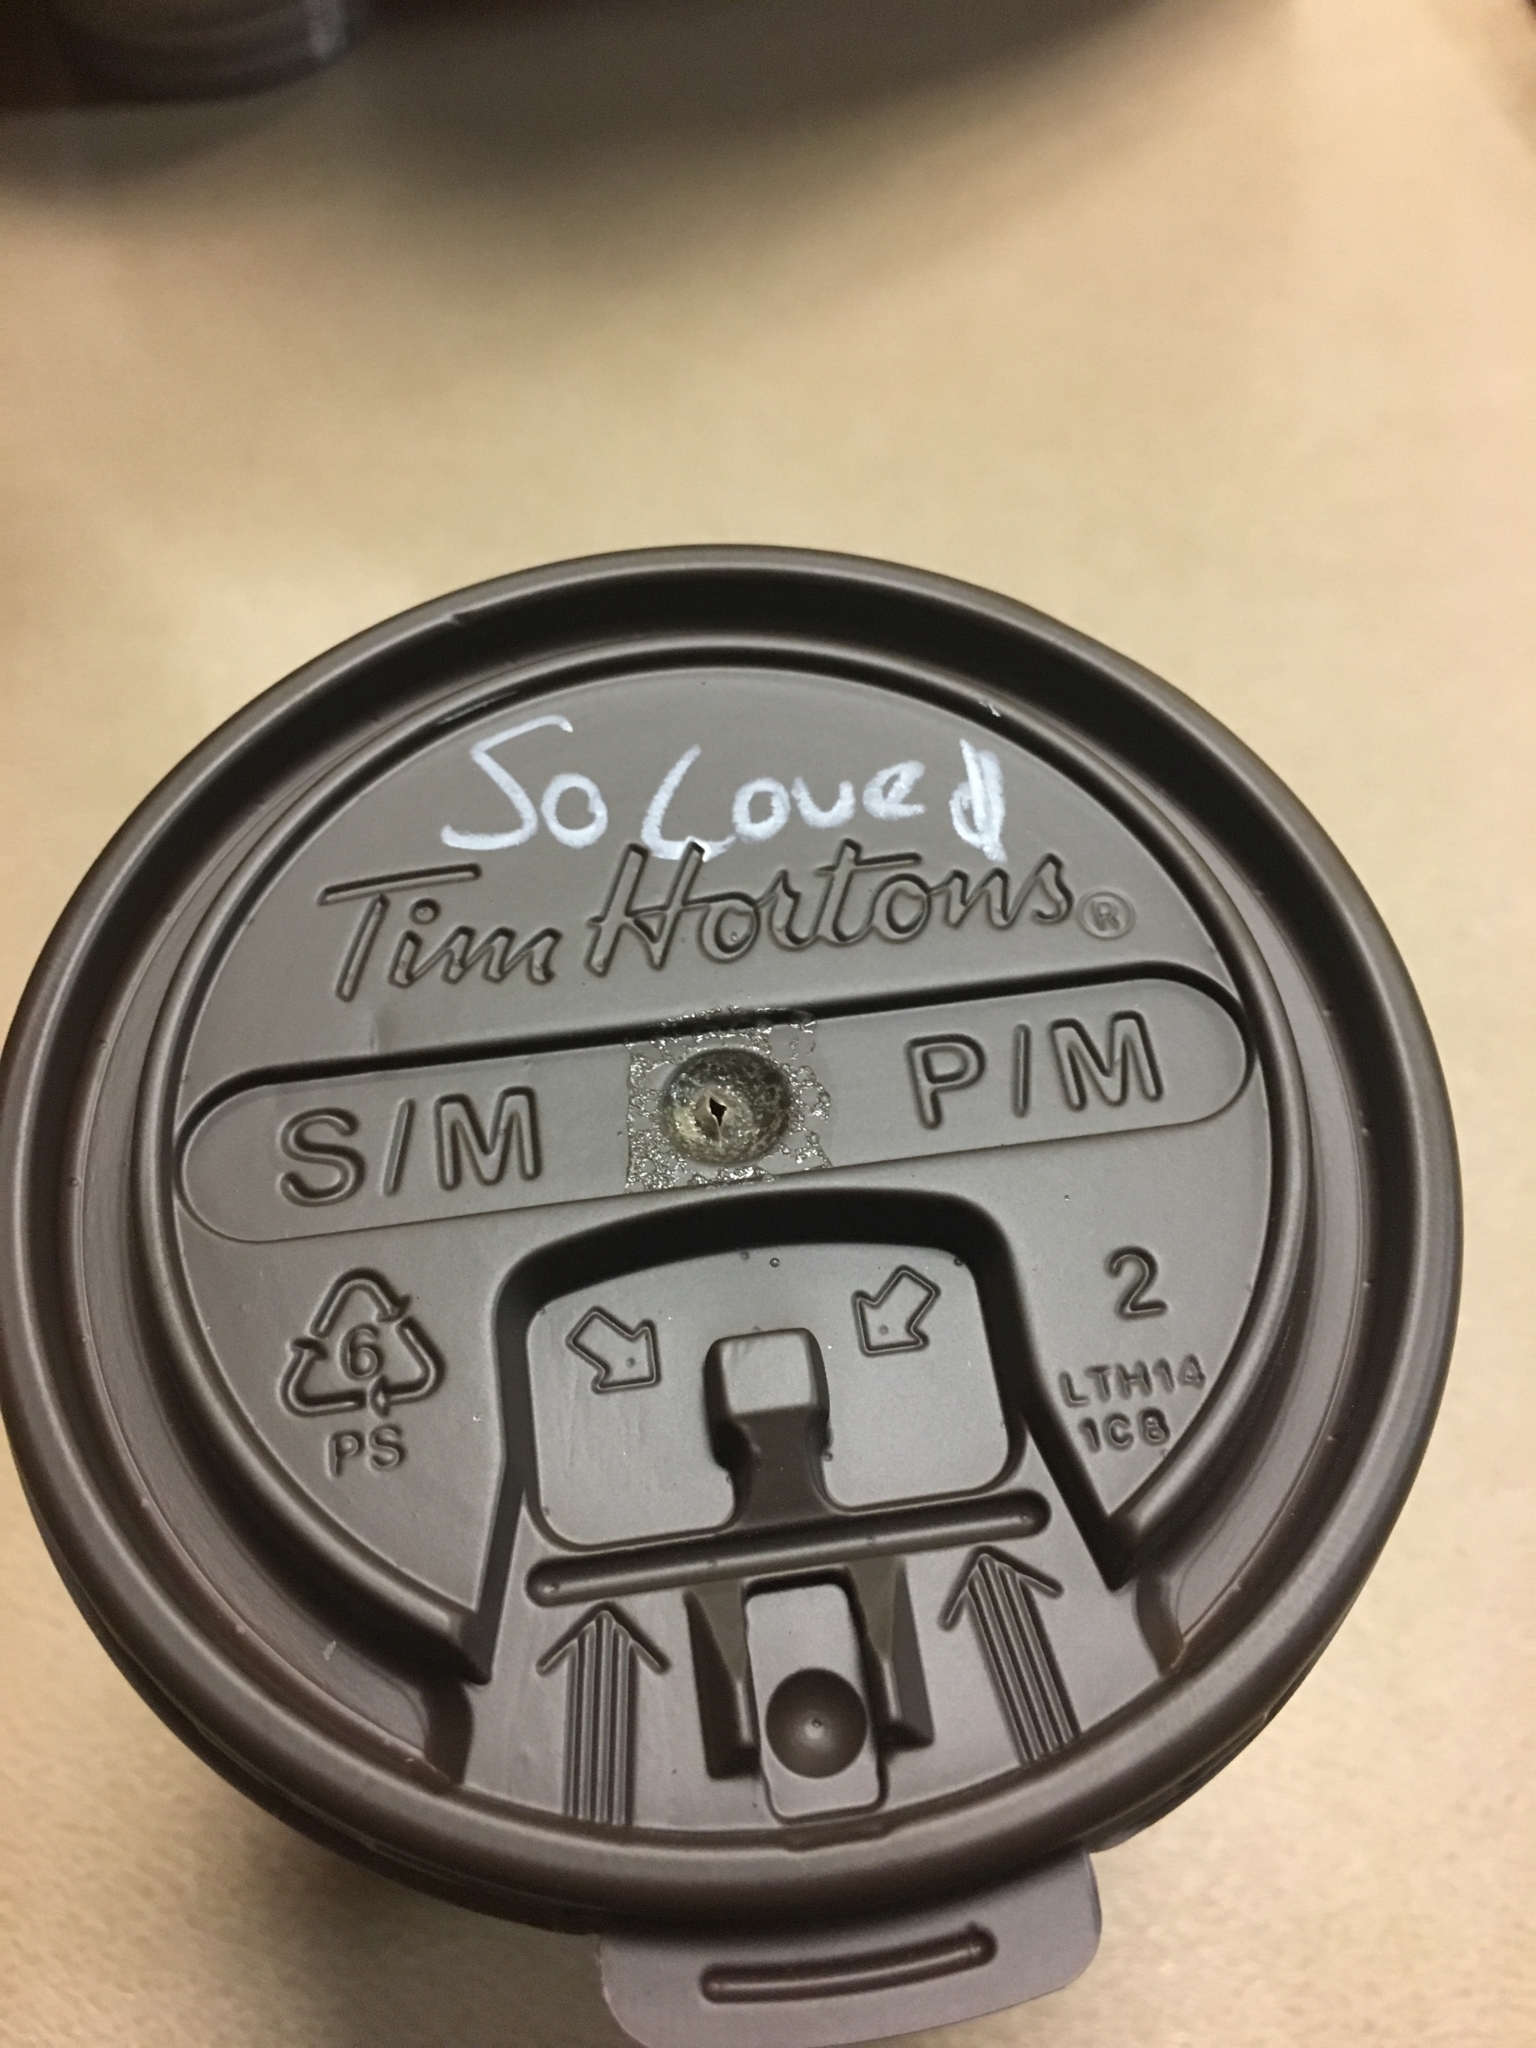 So Loved
Tim Hortons®
S/M P/M
6
PS
2
LTH14
1C8